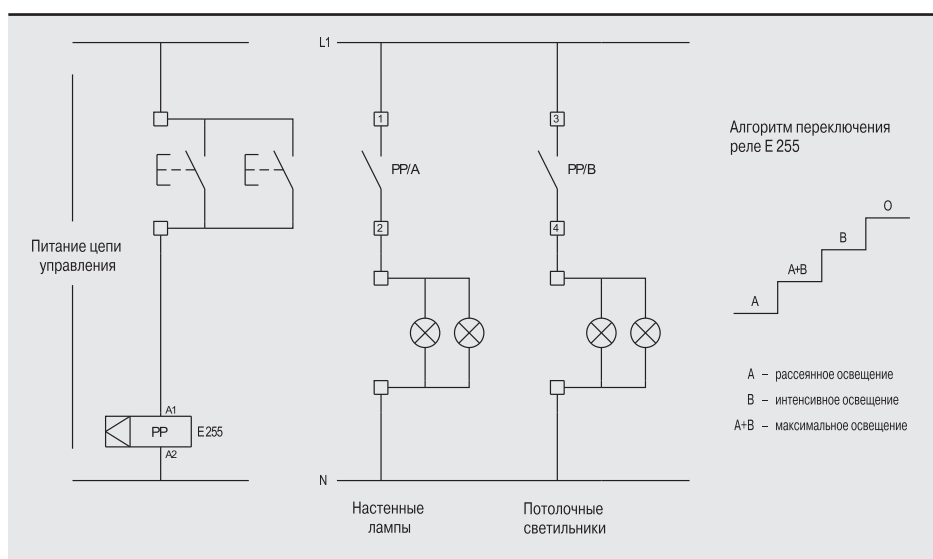 L1
1
3
Алгоритм переключения
реле E 255
PP/A
PP/B
O
2
4
Питание цепи
управления
B
A+B
A
A – рассеянное освещение
B – интенсивное освещение
A+B – максимальное освещение
A1
PP
E 255
A2
N
Настенные
лампы
Потолочные
светильники